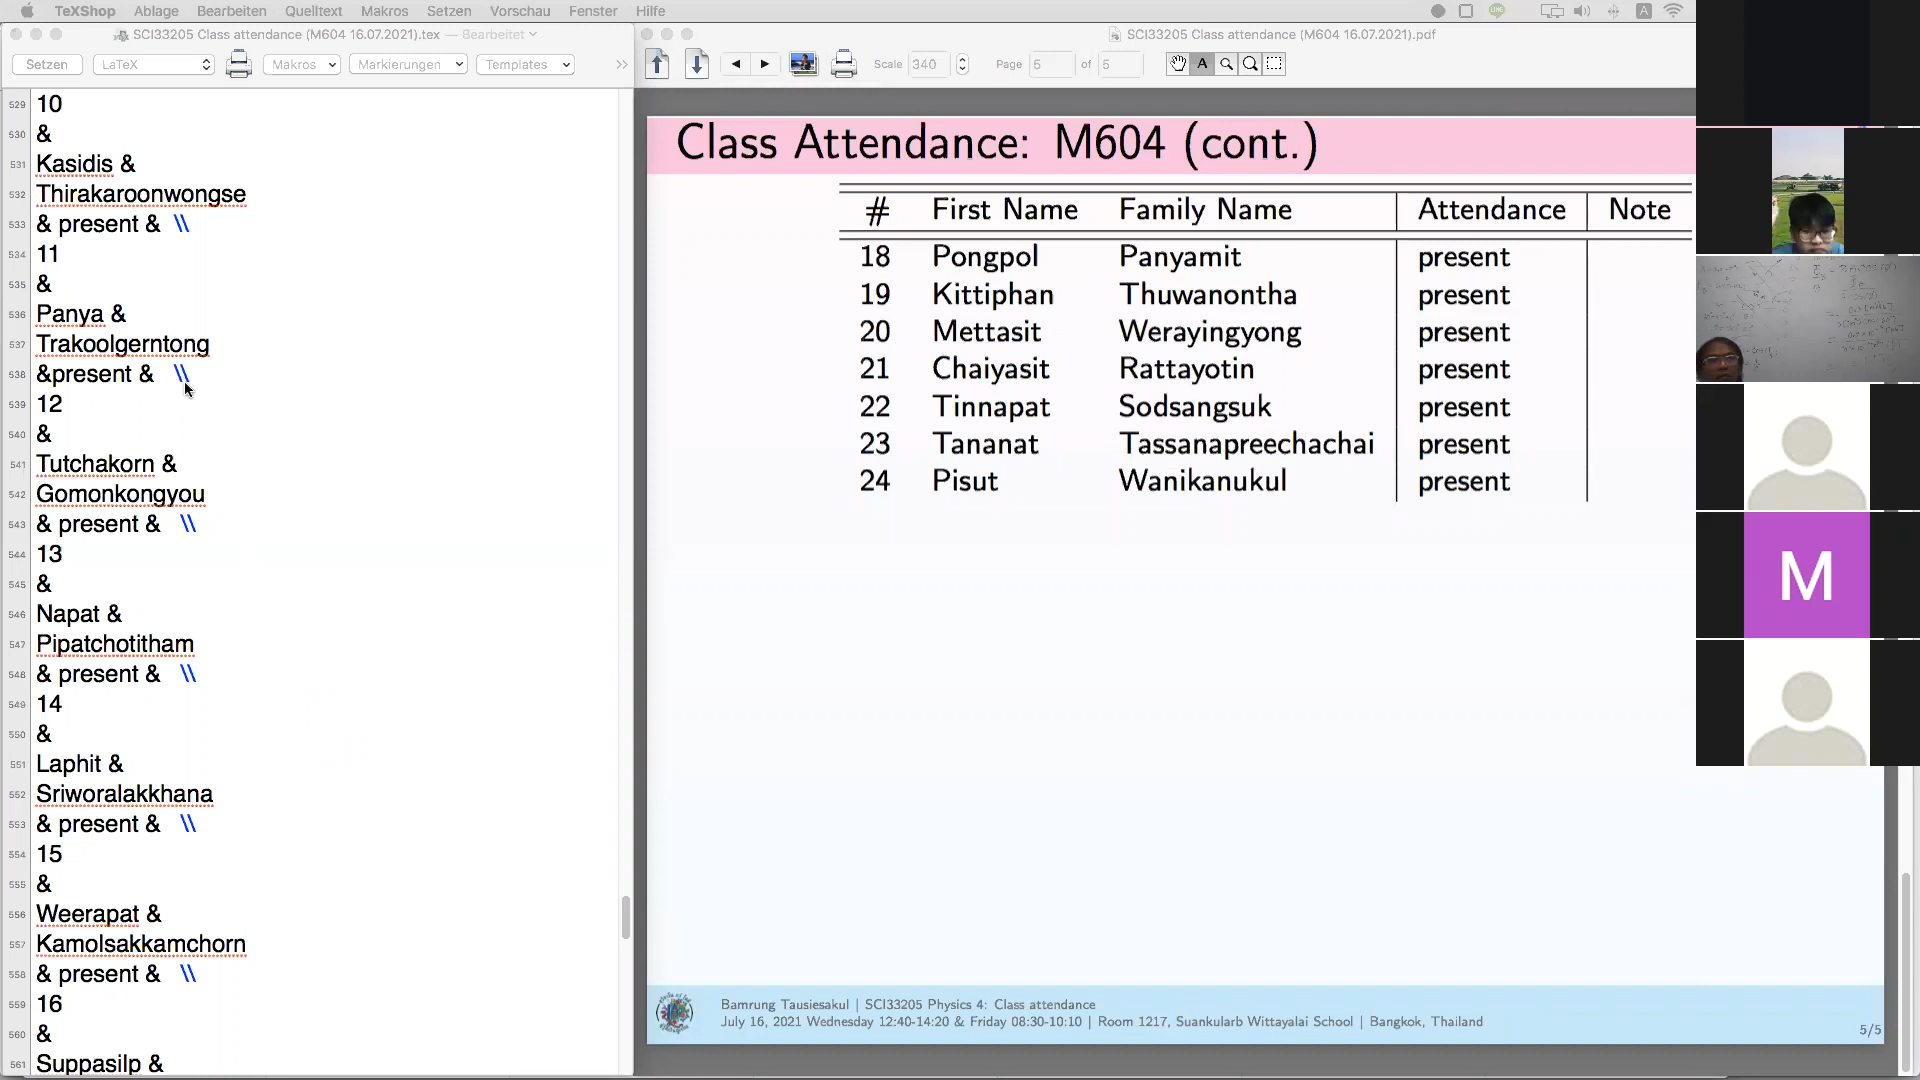 TeXShop Ablage Bearbeiten Quelltext Makros Setzen Vorschau Fenster Hilfe
SCI33205 Class attendance (M604 16.07.2021).tex — Bearbeitet
SCI33205 Class attendance (M604 16.07.2021).pdf
Setzen LaTeX Makros Markierungen Templates >>
Scale 340 Page 5 of 5 A
529 10
530 &
531 Kasidis &
532 Thirakaroonwongse
533 & present & \\
534 11
535 &
536 Panya &
537 Trakoolgerntong
538 &present & \\
539 12
540 &
541 Tutchakorn &
542 Gomonkongyou
543 & present & \\
544 13
545 &
546 Napat &
547 Pipatchotitham
548 & present & \\
549 14
550 &
551 Laphit &
552 Sriworalakkhana
553 & present & \\
554 15
555 &
556 Weerapat &
557 Kamolsakkamchorn
558 & present & \\
559 16
560 &
561 Suppasilp &
Class Attendance: M604 (cont.)
# First Name Family Name Attendance Note
18 Pongpol Panyamit present
19 Kittiphan Thuwanontha present
20 Mettasit Werayingyong present
21 Chaiyasit Rattayotin present
22 Tinnapat Sodsangsuk present
23 Tananat Tassanapreechachai present
24 Pisut Wanikanukul present
Bamrung Tausiesakul | SCI33205 Physics 4: Class attendance
July 16, 2021 Wednesday 12:40-14:20 & Friday 08:30-10:10 | Room 1217, Suankularb Wittayalai School | Bangkok, Thailand
5/5
M